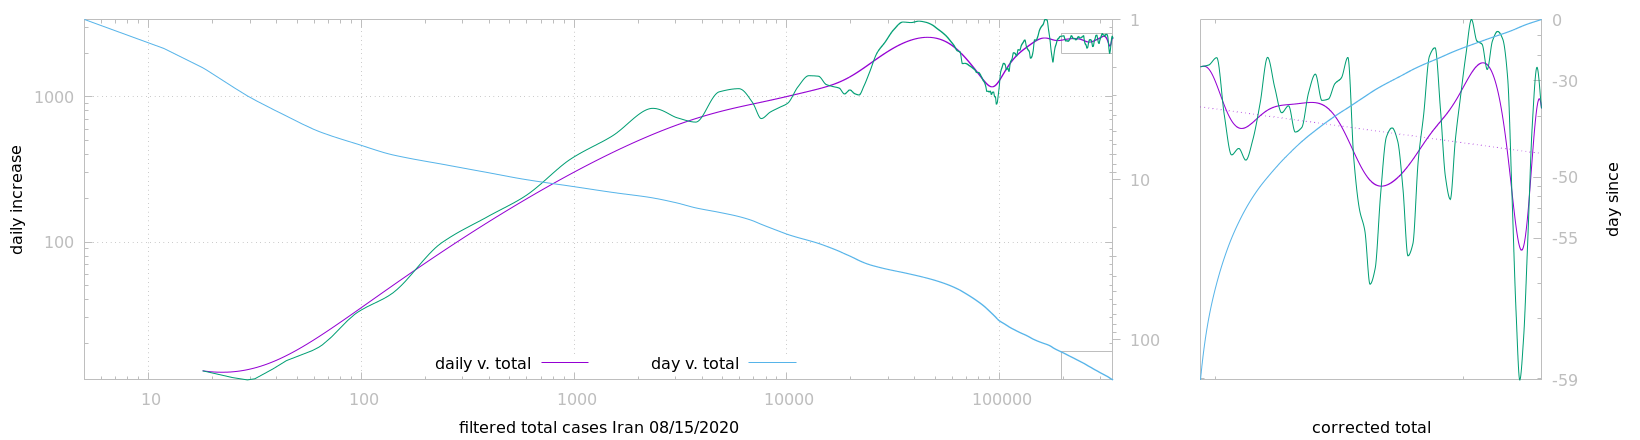 1
1000
10
100
100
daily increase
daily v. total
day v. total
10
100
1000
10000
100000
filtered total cases Iran 08/15/2020
0
-30
-50
-55
-59
day since
corrected total